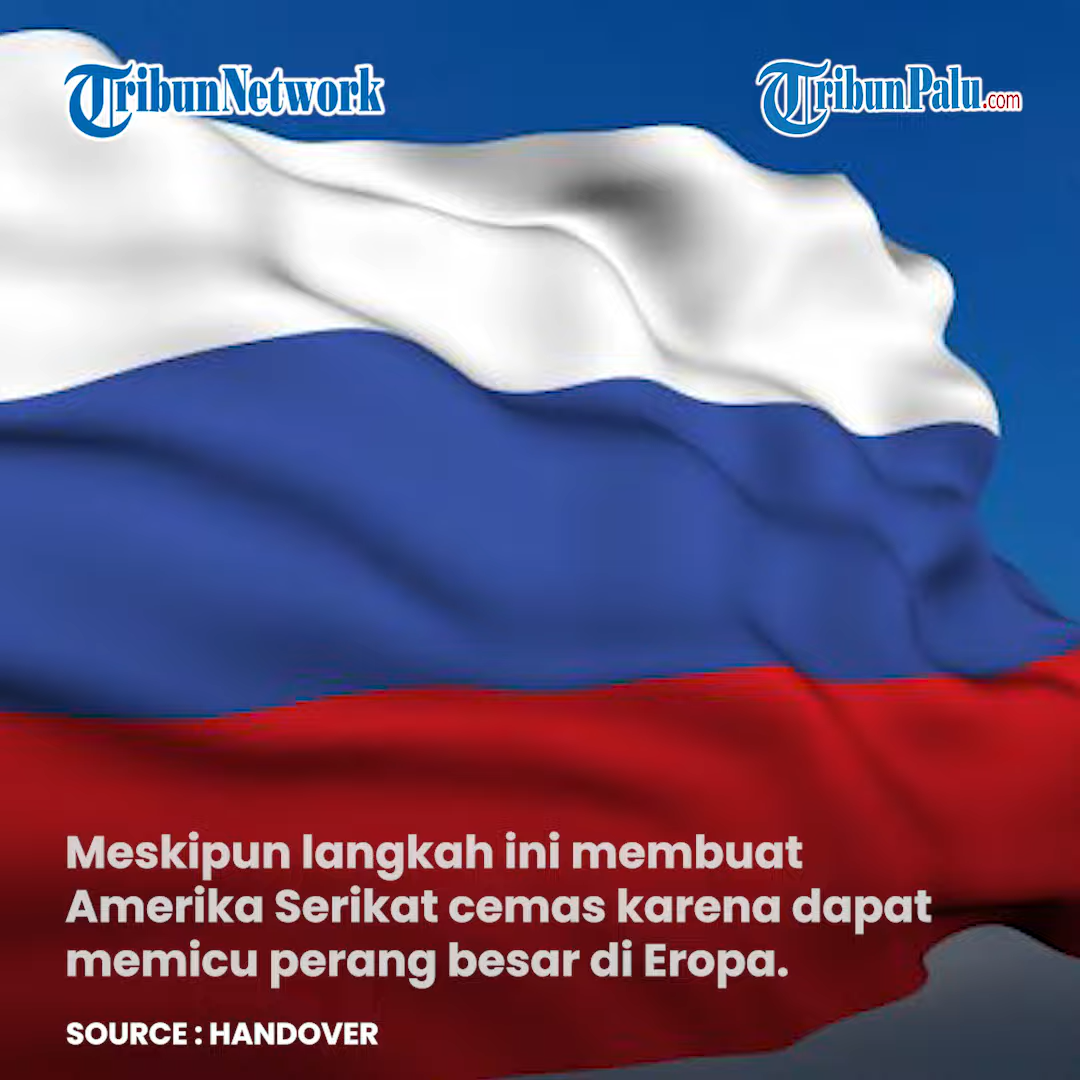 TribunNetwork
TribunPalu.com
Meskipun langkah ini membuat
Amerika Serikat cemas karena dapat
memicu perang besar di Eropa.
SOURCE : HANDOVER